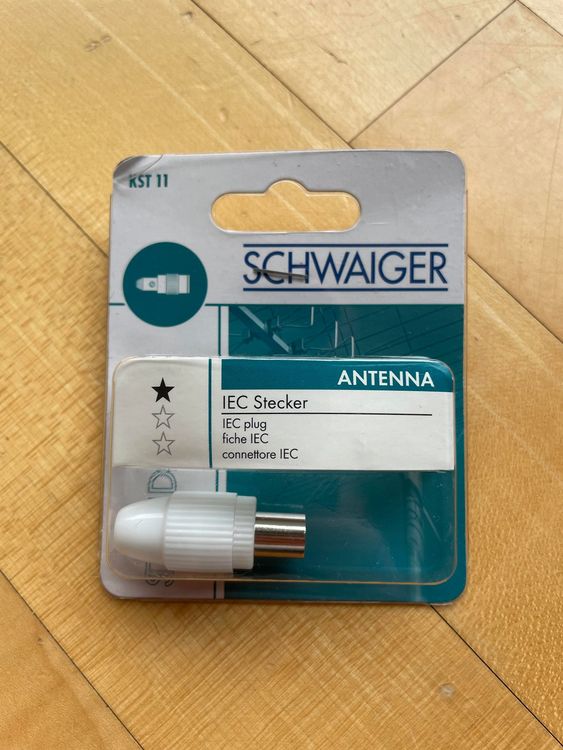 KST 11
SCHWAIGER
ANTENNA
IEC Stecker
IEC plug
fiche IEC
connettore IEC